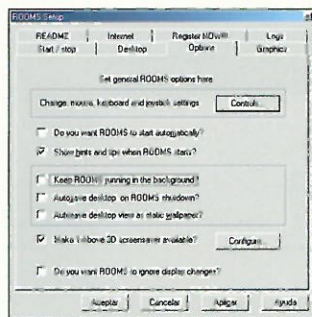 ROOMS Setup
README Internet Register NOW!!! Logs
Start / stop Desktop Options Graphics
Set general ROOMS options here
Change, mouse, keyboard and joystick settings Controls...
Do you want ROOMS to start automatically?
Show hints and tips when ROOMS starts?
Keep ROOMS running in the background?
Autosave desktop on ROOMS shutdown?
Autosave desktop view as static wallpaper?
Make 3D screensaver available? Configure...
Do you want ROOMS to ignore display changes?
Aceptar Cancelar Aplicar Ayuda